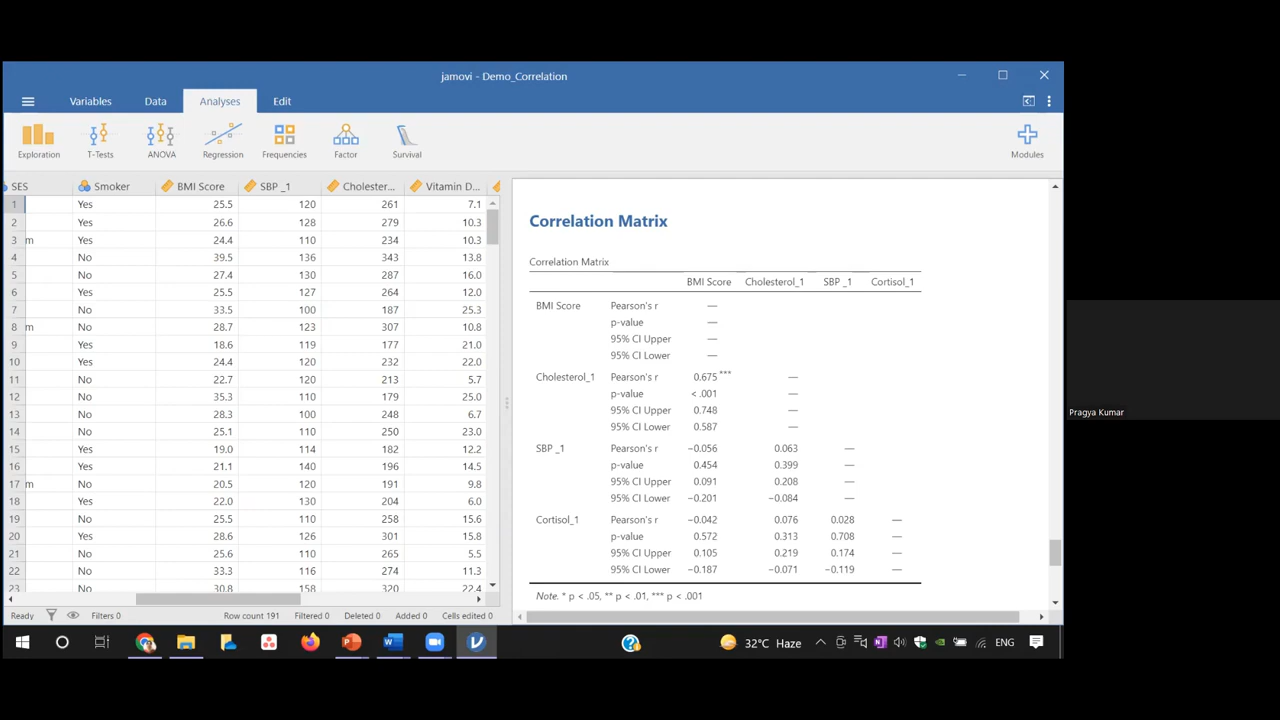 jamovi - Demo_Correlation
Variables Data Analyses Edit
Exploration T-Tests ANOVA Regression Frequencies Factor Survival Modules
SES Smoker BMI Score SBP _1 Cholester... Vitamin D...
1 Yes 25.5 120 261 7.1
2 Yes 26.6 128 279 10.3
3 m Yes 24.4 110 234 10.3
4 No 39.5 136 343 13.8
5 No 27.4 130 287 16.0
6 Yes 25.5 127 264 12.0
7 No 33.5 100 187 25.3
8 m No 28.7 123 307 10.8
9 Yes 18.6 119 177 21.0
10 Yes 24.4 120 232 22.0
11 No 22.7 120 213 5.7
12 No 35.3 110 179 25.0
13 No 28.3 100 248 6.7
14 No 25.1 110 250 23.0
15 Yes 19.0 114 182 12.2
16 Yes 21.1 140 196 14.5
17 m No 20.5 120 191 9.8
18 Yes 22.0 130 204 6.0
19 No 25.5 110 258 15.6
20 Yes 28.6 126 301 15.8
21 No 25.6 110 265 5.5
22 No 33.3 116 274 11.3
23 No 30.8 158 320 22.4
Ready Filters 0 Row count 191 Filtered 0 Deleted 0 Added 0 Cells edited 0
Correlation Matrix
Correlation Matrix
BMI Score Cholesterol_1 SBP _1 Cortisol_1
BMI Score Pearson's r —
p-value —
95% CI Upper —
95% CI Lower —
Cholesterol_1 Pearson's r 0.675 *** —
p-value < .001 —
95% CI Upper 0.748 —
95% CI Lower 0.587 —
SBP _1 Pearson's r −0.056 0.063 —
p-value 0.454 0.399 —
95% CI Upper 0.091 0.208 —
95% CI Lower −0.201 −0.084 —
Cortisol_1 Pearson's r −0.042 0.076 0.028 —
p-value 0.572 0.313 0.708 —
95% CI Upper 0.105 0.219 0.174 —
95% CI Lower −0.187 −0.071 −0.119 —
Note. * p < .05, ** p < .01, *** p < .001
Pragya Kumar
32°C Haze ENG